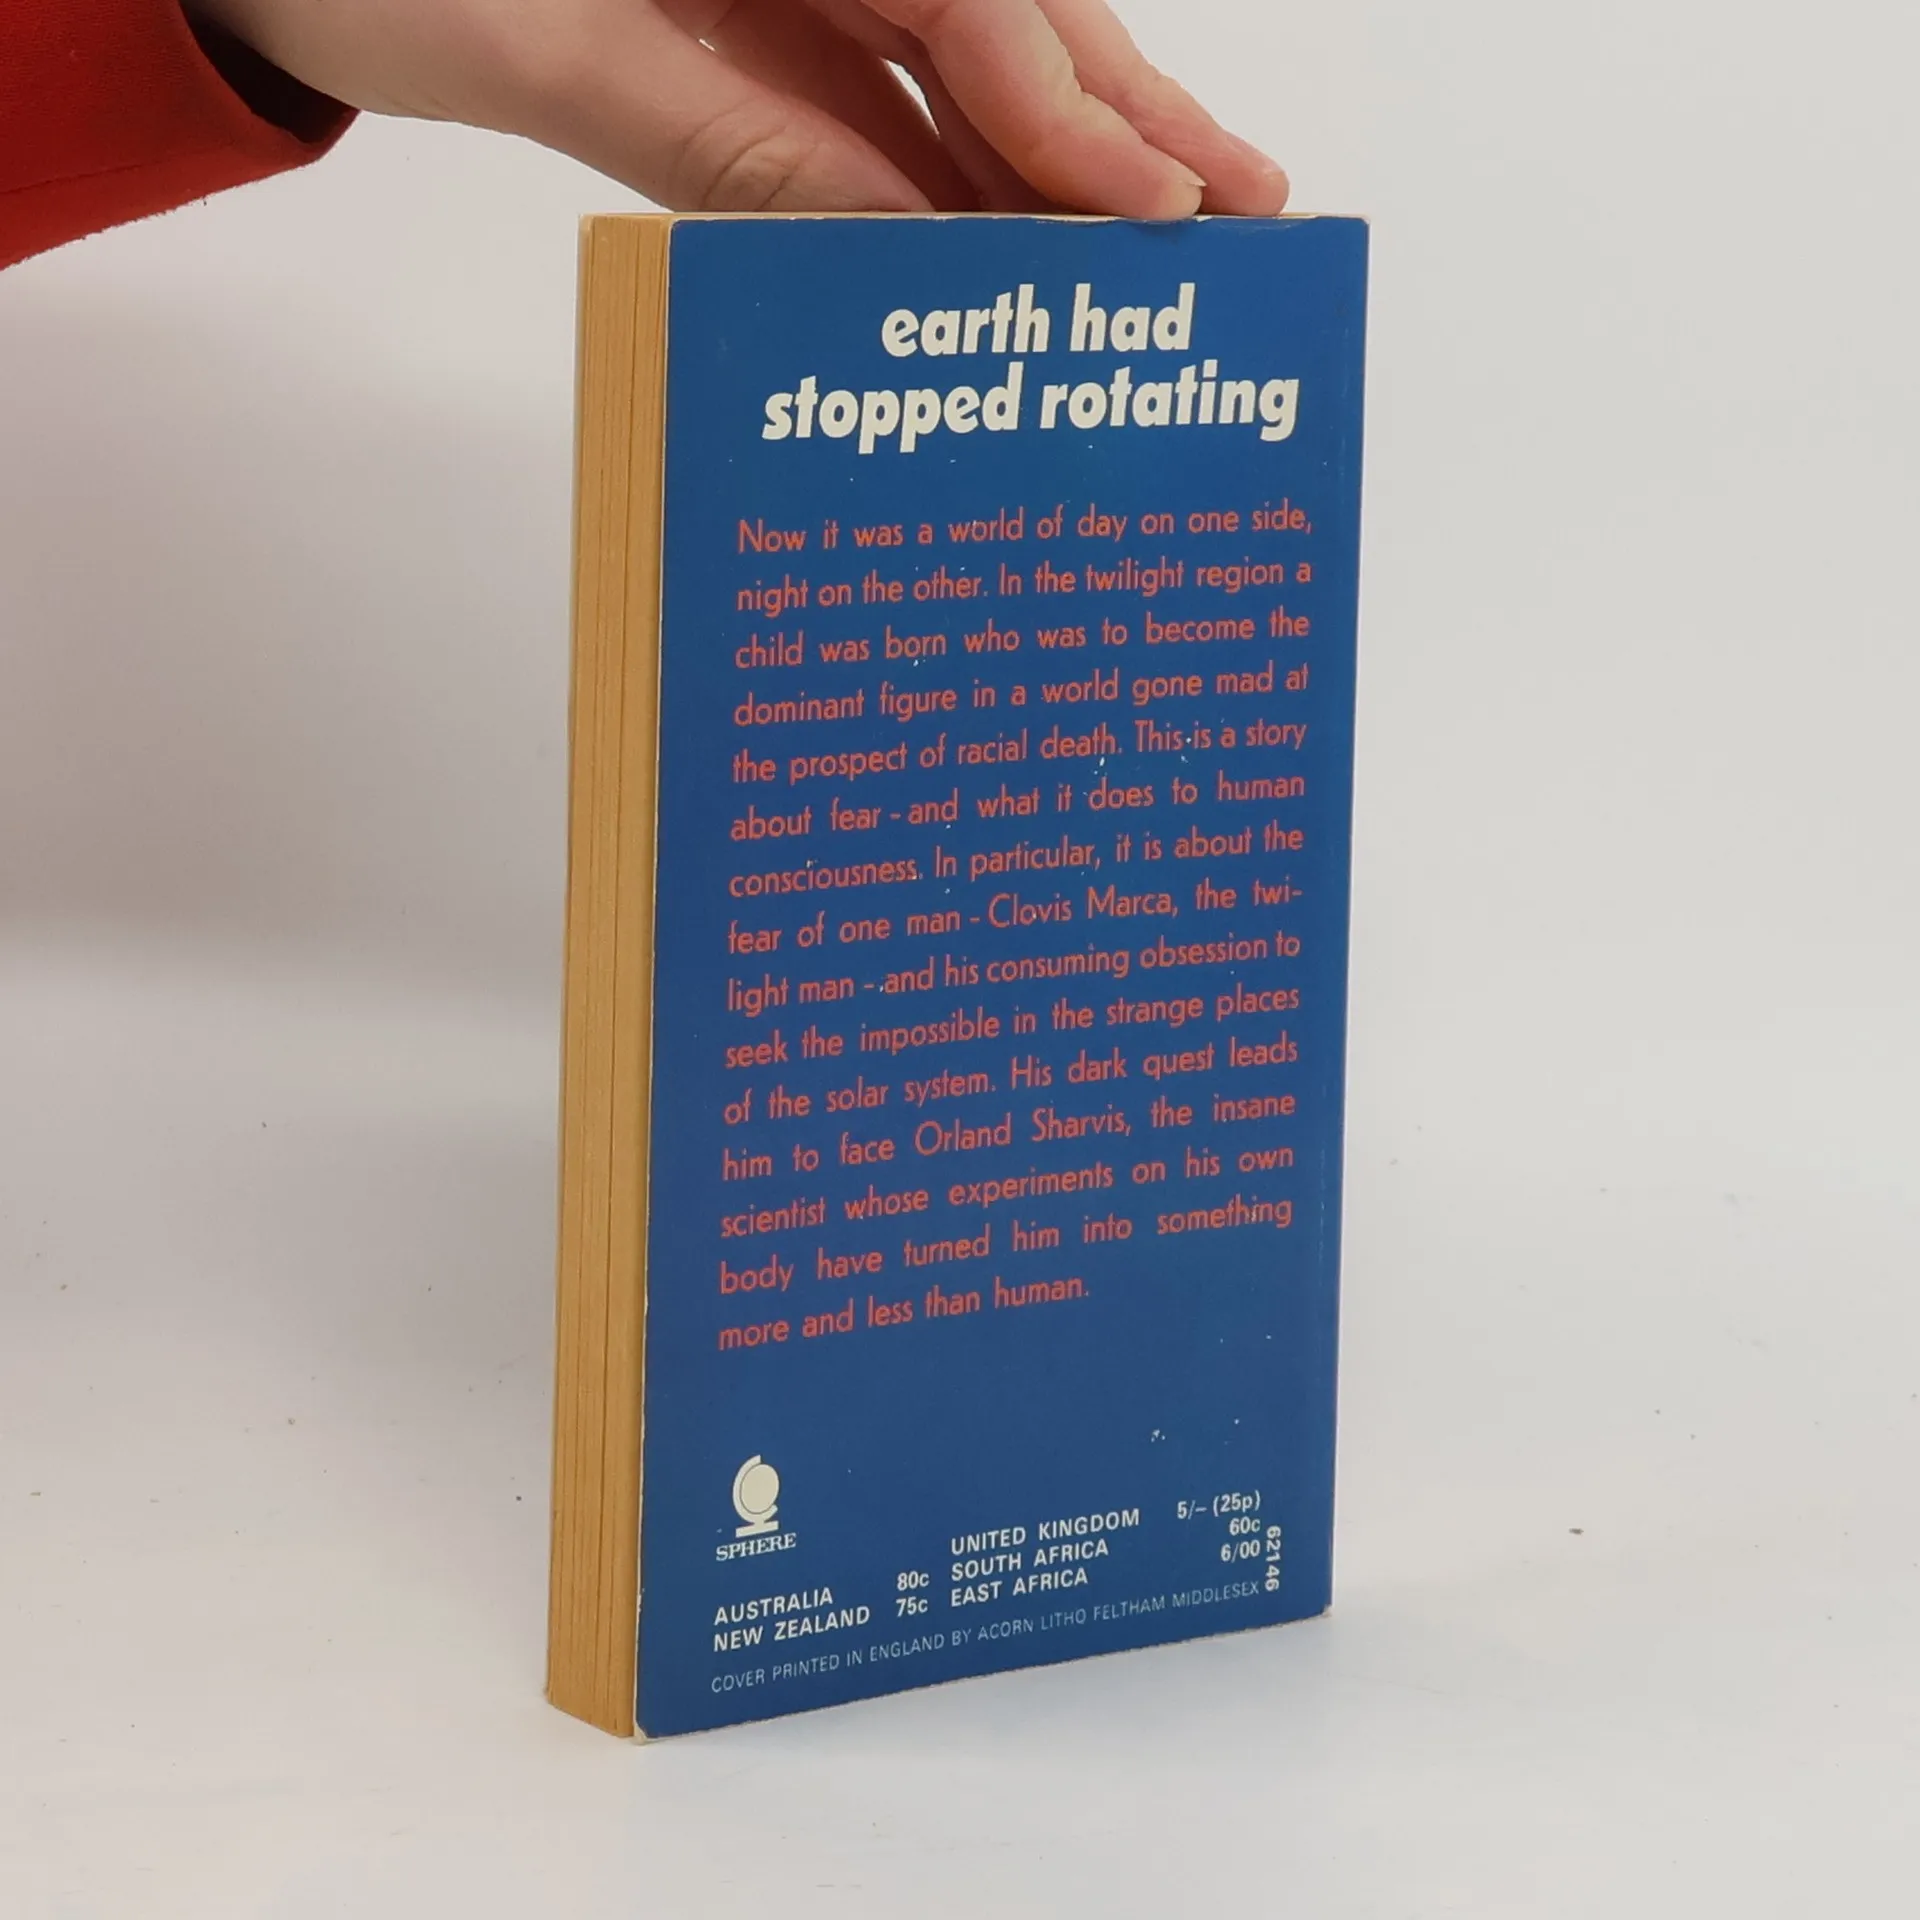 earth had
stopped rotating
Now it was a world of day on one side,
night on the other. In the twilight region a
child was born who was to become the
dominant figure in a world gone mad at
the prospect of racial death. This is a story
about fear - and what it does to human
consciousness. In particular, it is about the
fear of one man - Clovis Marca, the twi-
light man - and his consuming obsession to
seek the impossible in the strange places
of the solar system. His dark quest leads
him to face Orland Sharvis, the insane
scientist whose experiments on his own
body have turned him into something
more and less than human.
SPHERE
AUSTRALIA 80c
NEW ZEALAND 75c
UNITED KINGDOM 5/– (25p)
SOUTH AFRICA 60c
EAST AFRICA 6/00
62146
COVER PRINTED IN ENGLAND BY ACORN LITHO FELTHAM MIDDLESEX